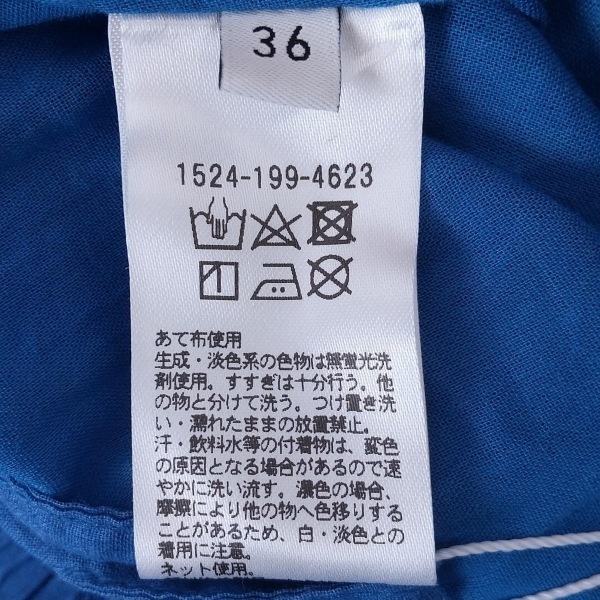 36
1524-199-4623
あて布使用
生成・淡色系の色物は無蛍光洗
剤使用。すすぎは十分行う。他
の物と分けて洗う。つけ置き洗
い・濡れたままの放置禁止。
汗・飲料水等の付着物は、変色
の原因となる場合があるので速
やかに洗い流す。濃色の場合、
摩擦により他の物へ色移りする
ことがあるため、白・淡色との
着用に注意。
ネット使用。